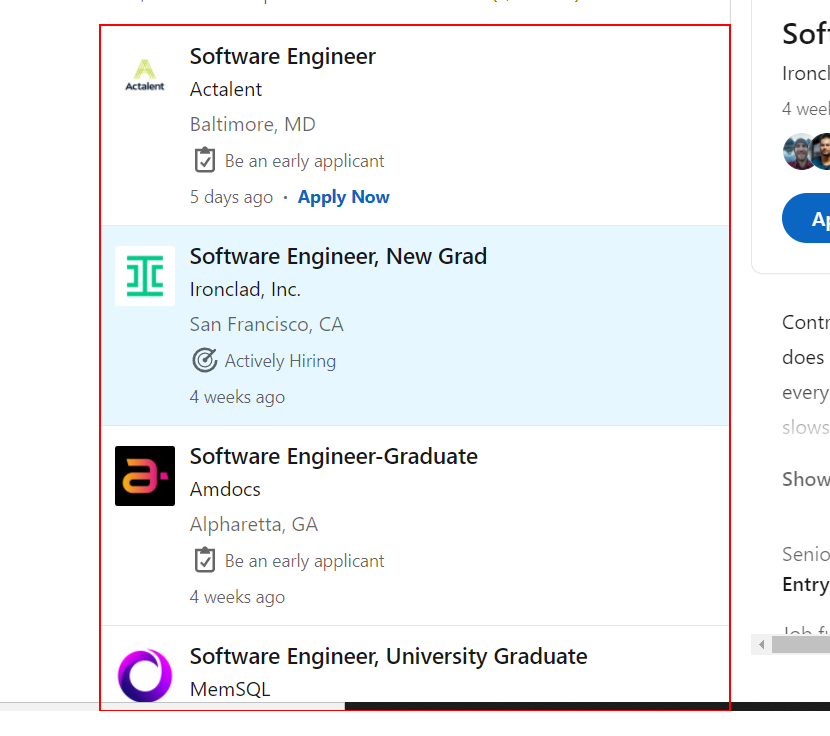 Software Engineer
Actalent
Actalent
Baltimore, MD
Be an early applicant
5 days ago · Apply Now
Software Engineer, New Grad
Ironclad, Inc.
San Francisco, CA
Actively Hiring
4 weeks ago
Software Engineer-Graduate
Amdocs
Alpharetta, GA
Be an early applicant
4 weeks ago
Software Engineer, University Graduate
MemSQL
Sof
Ironcl
4 week
Ap
Contr
does
every
slows
Show
Senio
Entry